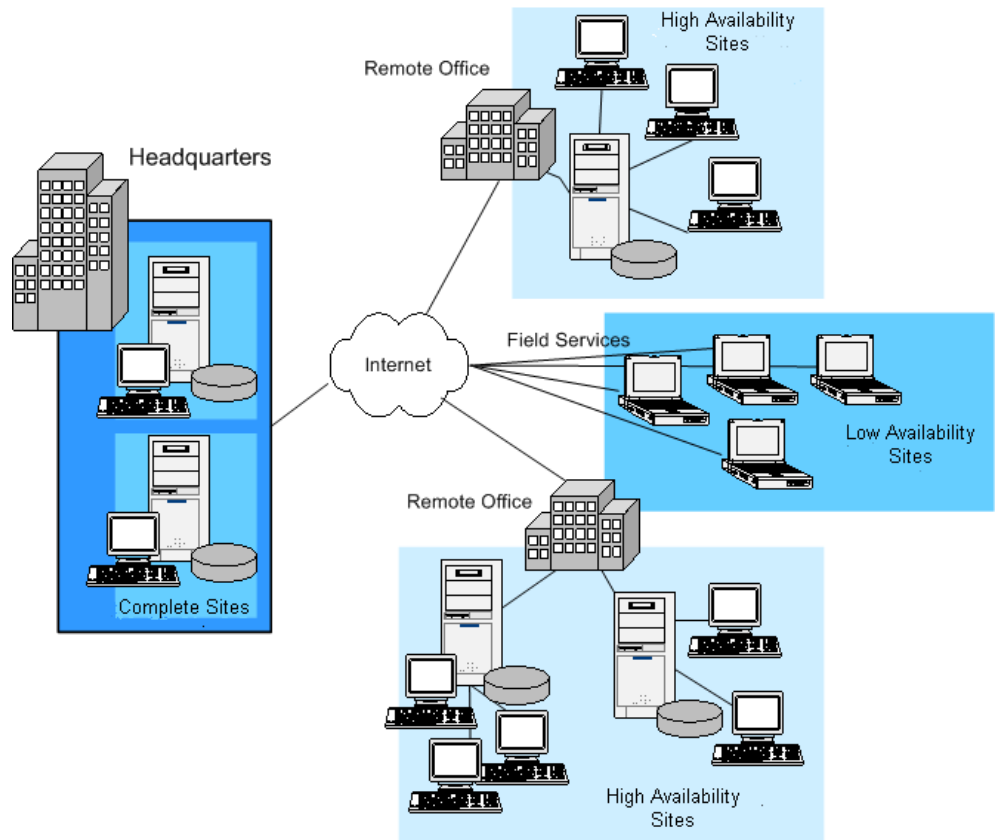 High Availability
Sites
Remote Office
Headquarters
Field Services
Internet
Low Availability
Sites
Remote Office
Complete Sites
High Availability
Sites